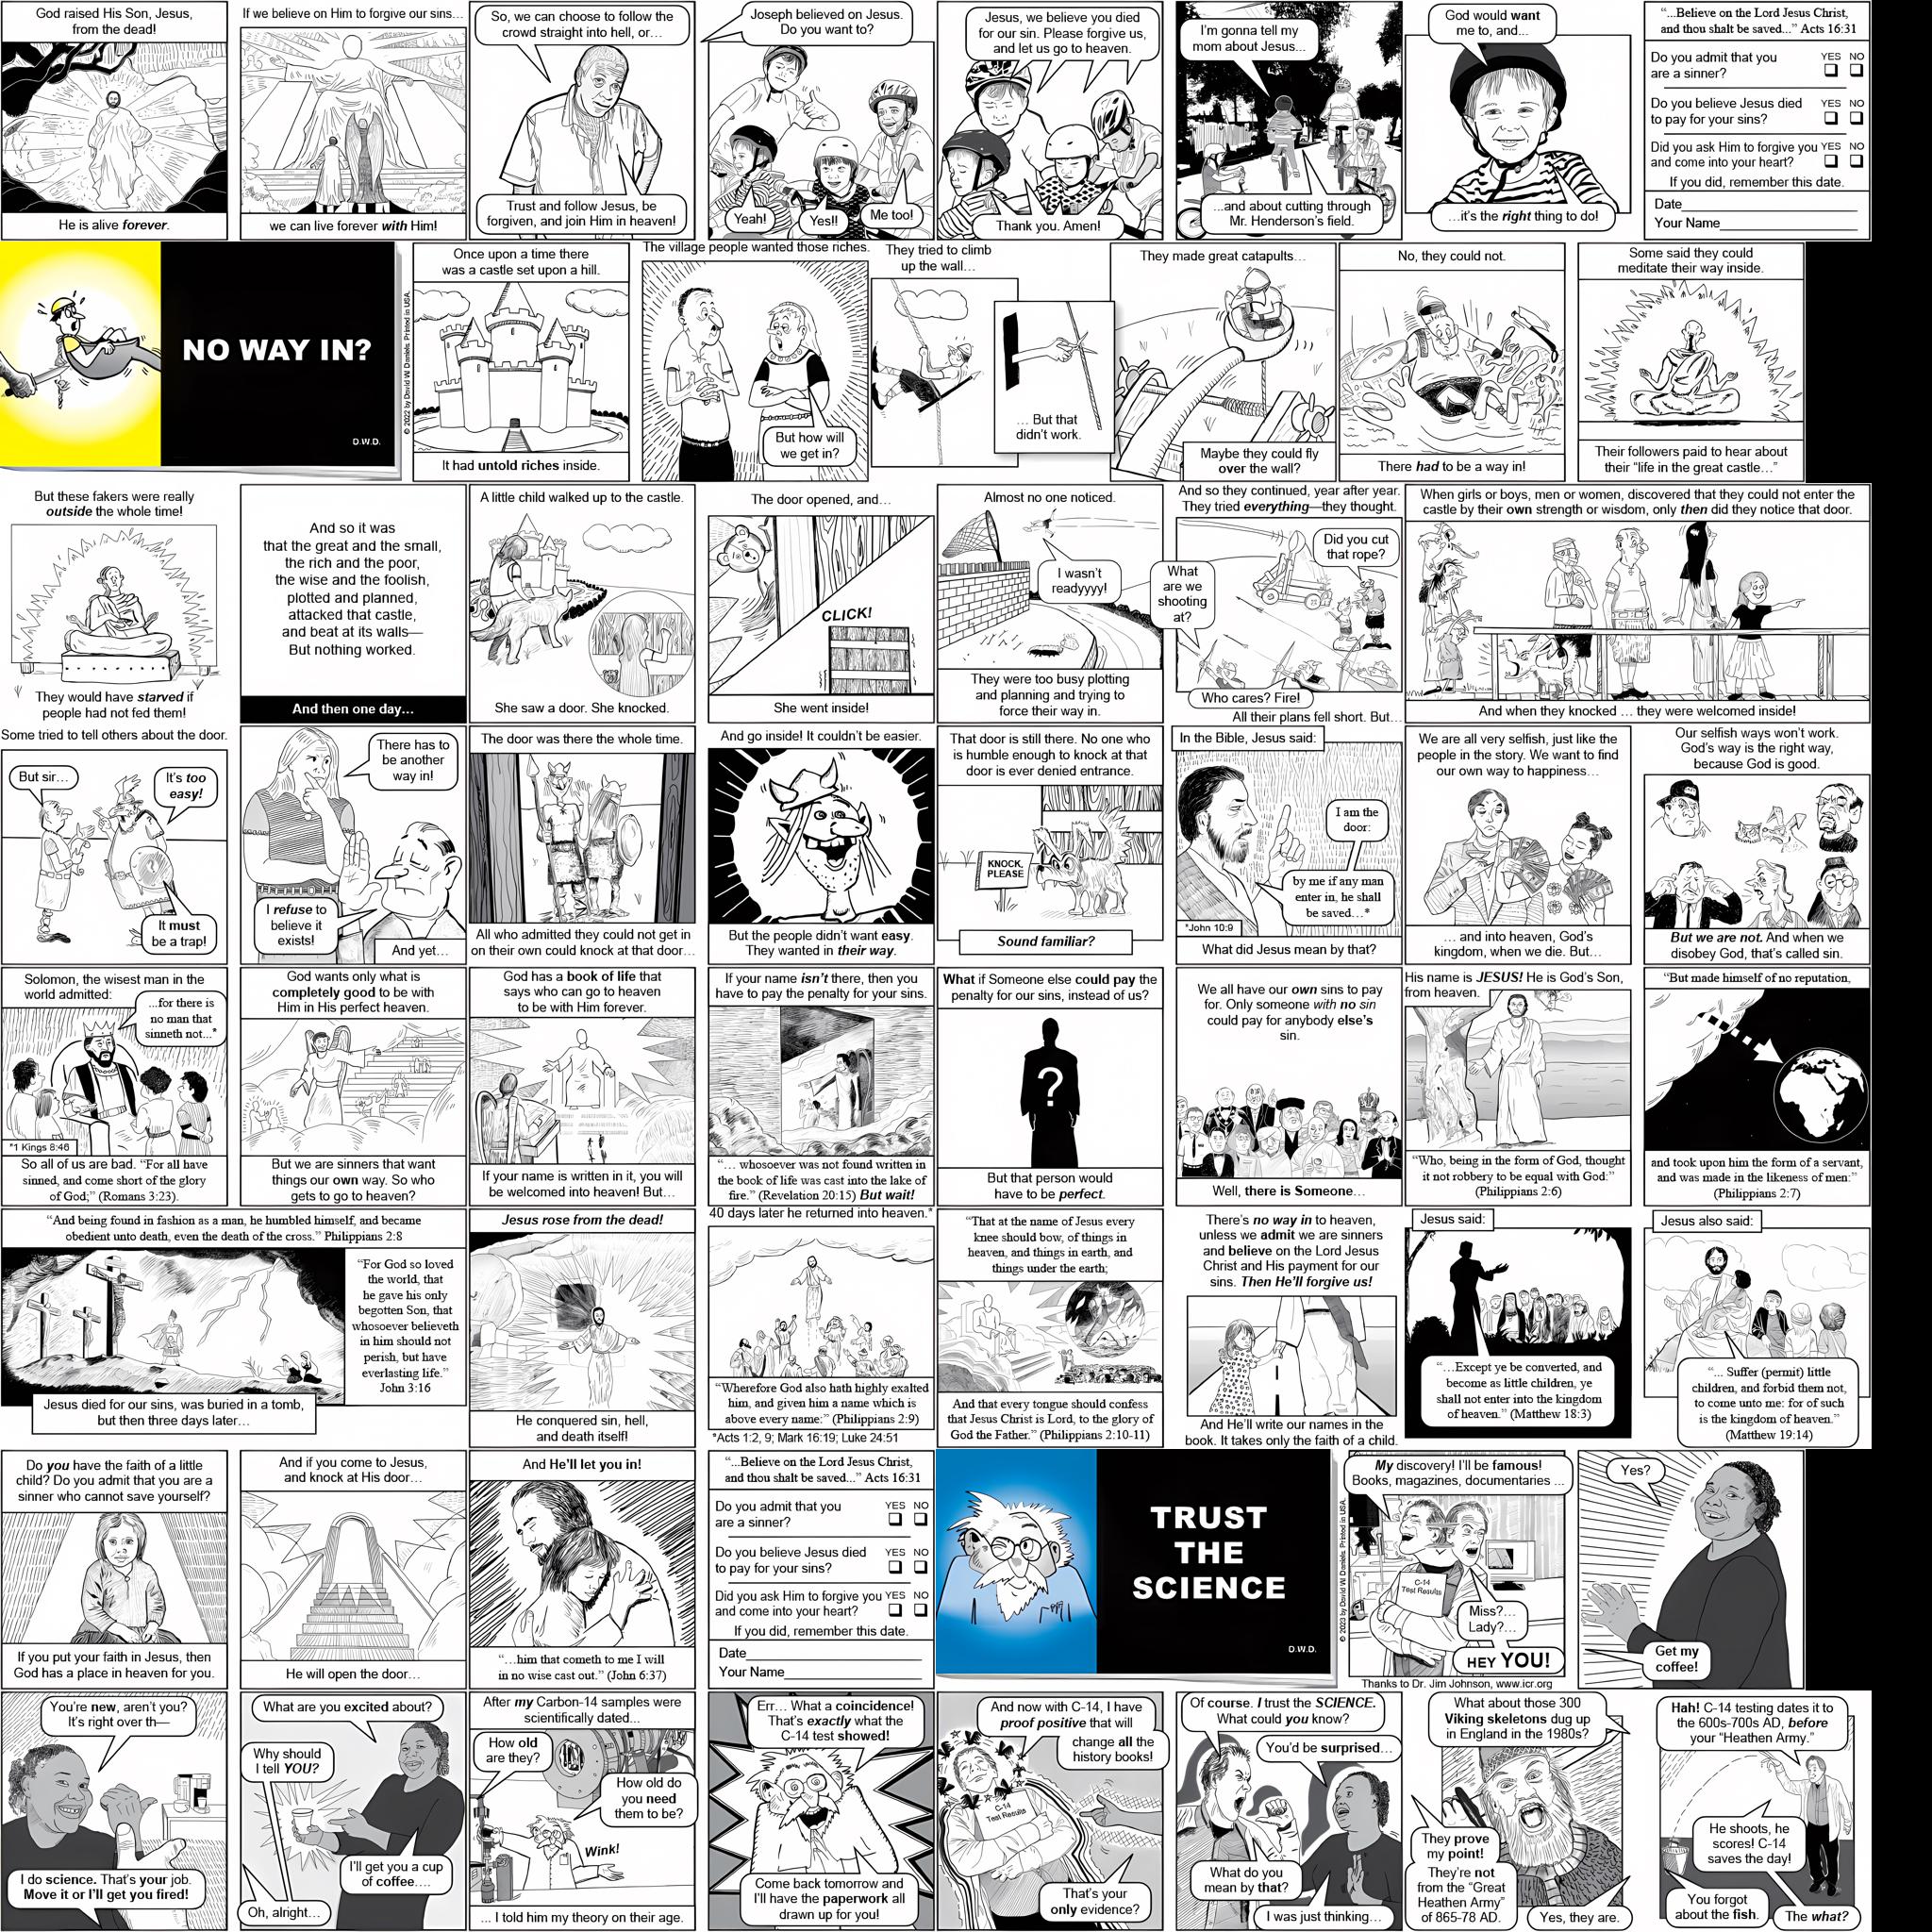 God raised His Son, Jesus,
from the dead!
He is alive forever.
If we believe on Him to forgive our sins…
we can live forever with Him!
So, we can choose to follow the
crowd straight into hell, or…
Trust and follow Jesus, be
forgiven, and join Him in heaven!
Joseph believed on Jesus.
Do you want to?
Yeah!
Yes!!
Me too!
Jesus, we believe you died
for our sin. Please forgive us,
and let us go to heaven.
Thank you. Amen!
I'm gonna tell my
mom about Jesus...
...and about cutting through
Mr. Henderson's field.
God would want
me to, and...
...it's the right thing to do!
“...Believe on the Lord Jesus Christ,
and thou shalt be saved...” Acts 16:31
Do you admit that you
are a sinner?
YES NO
Do you believe Jesus died
to pay for your sins?
YES NO
Did you ask Him to forgive you
and come into your heart?
YES NO
If you did, remember this date.
Date
Your Name
NO WAY IN?
D.W.D.
© 2022 by David W. Daniels. Printed in USA.
Once upon a time there
was a castle set upon a hill.
It had untold riches inside.
The village people wanted those riches.
But how will
we get in?
They tried to climb
up the wall…
… But that
didn't work.
They made great catapults…
Maybe they could fly
over the wall?
No, they could not.
There had to be a way in!
Some said they could
meditate their way inside.
Their followers paid to hear about
their “life in the great castle…”
But these fakers were really
outside the whole time!
They would have starved if
people had not fed them!
And so it was
that the great and the small,
the rich and the poor,
the wise and the foolish,
plotted and planned,
attacked that castle,
and beat at its walls—
But nothing worked.
And then one day…
A little child walked up to the castle.
She saw a door. She knocked.
The door opened, and…
CLICK!
She went inside!
Almost no one noticed.
I wasn't
readyyyy!
They were too busy plotting
and planning and trying to
force their way in.
And so they continued, year after year.
They tried everything—they thought.
Did you cut
that rope?
What
are we
shooting
at?
Who cares? Fire!
All their plans fell short. But…
When girls or boys, men or women, discovered that they could not enter the
castle by their own strength or wisdom, only then did they notice that door.
And when they knocked … they were welcomed inside!
Some tried to tell others about the door.
But sir…
It's too
easy!
It must
be a trap!
There has to
be another
way in!
I refuse to
believe it
exists!
And yet…
The door was there the whole time.
All who admitted they could not get in
on their own could knock at that door…
And go inside! It couldn't be easier.
But the people didn't want easy.
They wanted in their way.
That door is still there. No one who
is humble enough to knock at that
door is ever denied entrance.
KNOCK,
PLEASE
Sound familiar?
In the Bible, Jesus said:
I am the
door:
by me if any man
enter in, he shall
be saved…*
*John 10:9
What did Jesus mean by that?
We are all very selfish, just like the
people in the story. We want to find
our own way to happiness…
… and into heaven, God's
kingdom, when we die. But…
Our selfish ways won't work.
God's way is the right way,
because God is good.
But we are not. And when we
disobey God, that's called sin.
Solomon, the wisest man in the
world admitted:
...for there is
no man that
sinneth not...*
*1 Kings 8:46
So all of us are bad. “For all have
sinned, and come short of the glory
of God;” (Romans 3:23).
God wants only what is
completely good to be with
Him in His perfect heaven.
But we are sinners that want
things our own way. So who
gets to go to heaven?
God has a book of life that
says who can go to heaven
to be with Him forever.
If your name is written in it, you will
be welcomed into heaven! But…
If your name isn't there, then you
have to pay the penalty for your sins.
“… whosoever was not found written in
the book of life was cast into the lake of
fire.” (Revelation 20:15) But wait!
What if Someone else could pay the
penalty for our sins, instead of us?
?
But that person would
have to be perfect.
We all have our own sins to pay
for. Only someone with no sin
could pay for anybody else's
sin.
Well, there is Someone…
His name is JESUS! He is God's Son,
from heaven.
“Who, being in the form of God, thought
it not robbery to be equal with God:”
(Philippians 2:6)
“But made himself of no reputation,
and took upon him the form of a servant,
and was made in the likeness of men:”
(Philippians 2:7)
“And being found in fashion as a man, he humbled himself, and became
obedient unto death, even the death of the cross.” Philippians 2:8
“For God so loved
the world, that
he gave his only
begotten Son, that
whosoever believeth
in him should not
perish, but have
everlasting life.”
John 3:16
Jesus died for our sins, was buried in a tomb,
but then three days later…
Jesus rose from the dead!
He conquered sin, hell,
and death itself!
40 days later he returned into heaven.*
“Wherefore God also hath highly exalted
him, and given him a name which is
above every name:” (Philippians 2:9)
*Acts 1:2, 9; Mark 16:19; Luke 24:51
“That at the name of Jesus every
knee should bow, of things in
heaven, and things in earth, and
things under the earth;
And that every tongue should confess
that Jesus Christ is Lord, to the glory of
God the Father.” (Philippians 2:10-11)
There's no way in to heaven,
unless we admit we are sinners
and believe on the Lord Jesus
Christ and His payment for our
sins. Then He'll forgive us!
And He'll write our names in the
book. It takes only the faith of a child.
Jesus said:
“…Except ye be converted, and
become as little children, ye
shall not enter into the kingdom
of heaven.” (Matthew 18:3)
Jesus also said:
“... Suffer (permit) little
children, and forbid them not,
to come unto me: for of such
is the kingdom of heaven.”
(Matthew 19:14)
Do you have the faith of a little
child? Do you admit that you are a
sinner who cannot save yourself?
If you put your faith in Jesus, then
God has a place in heaven for you.
And if you come to Jesus,
and knock at His door…
He will open the door…
And He'll let you in!
“…him that cometh to me I will
in no wise cast out.” (John 6:37)
“...Believe on the Lord Jesus Christ,
and thou shalt be saved...” Acts 16:31
Do you admit that you
are a sinner?
YES NO
Do you believe Jesus died
to pay for your sins?
YES NO
Did you ask Him to forgive you
and come into your heart?
YES NO
If you did, remember this date.
Date
Your Name
TRUST
THE
SCIENCE
D.W.D.
© 2023 by David W. Daniels. Printed in USA.
My discovery! I'll be famous!
Books, magazines, documentaries ...
C-14
Test Results
Miss?…
Lady?…
HEY YOU!
Thanks to Dr. Jim Johnson, www.icr.org
Yes?
Get my
coffee!
You're new, aren't you?
It's right over th—
I do science. That's your job.
Move it or I'll get you fired!
What are you excited about?
Why should
I tell YOU?
I'll get you a cup
of coffee….
Oh, alright…
After my Carbon-14 samples were
scientifically dated...
How old
are they?
How old do
you need
them to be?
Wink!
... I told him my theory on their age.
Err… What a coincidence!
That's exactly what the
C-14 test showed!
Come back tomorrow and
I'll have the paperwork all
drawn up for you!
And now with C-14, I have
proof positive that will
change all the
history books!
C-14
Test Results
That's your
only evidence?
Of course. I trust the SCIENCE.
What could you know?
You'd be surprised…
What do you
mean by that?
I was just thinking…
What about those 300
Viking skeletons dug up
in England in the 1980s?
They prove
my point!
They're not
from the “Great
Heathen Army”
of 865-78 AD.
Yes, they are.
Hah! C-14 testing dates it to
the 600s-700s AD, before
your “Heathen Army.”
He shoots, he
scores! C-14
saves the day!
You forgot
about the fish.
The what?